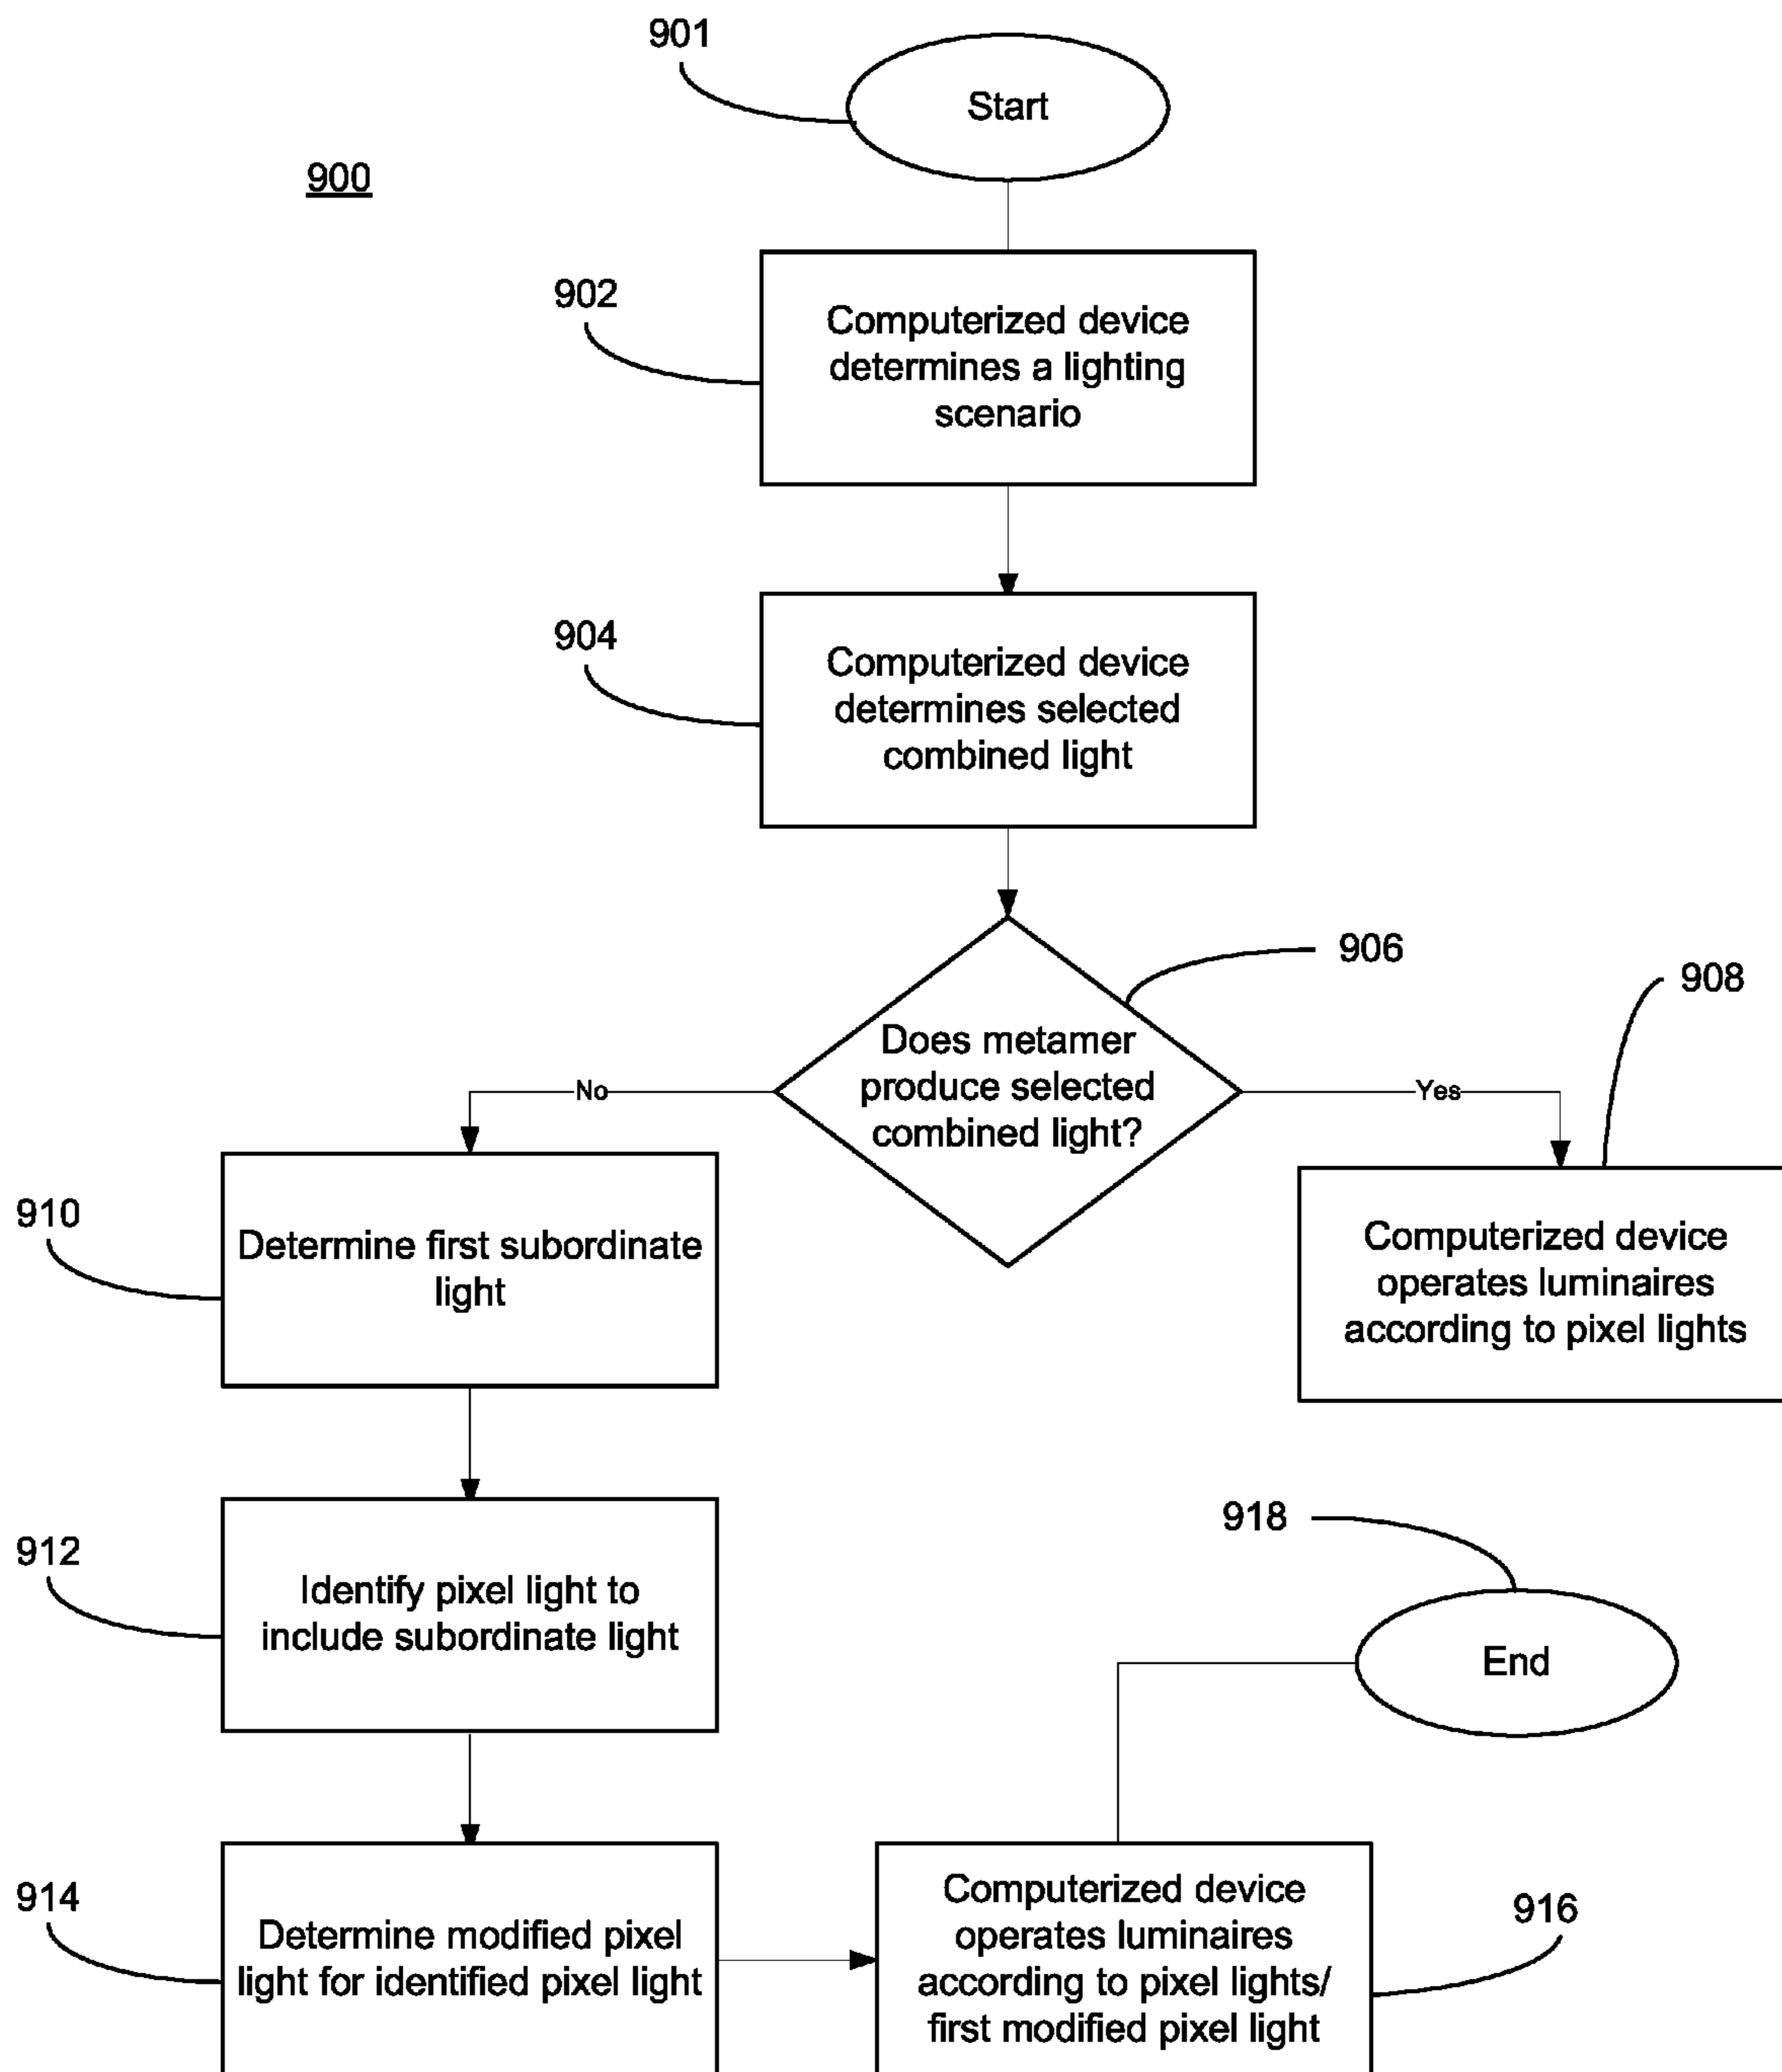 901
Start
900
902
Computerized device
determines a lighting
scenario
904
Computerized device
determines selected
combined light
906
908
Does metamer
produce selected
combined light?
No
Yes
910
Determine first subordinate
light
Computerized device
operates luminaires
according to pixel lights
912
Identify pixel light to
include subordinate light
918
End
914
Determine modified pixel
light for identified pixel light
Computerized device
operates luminaires
according to pixel lights/
first modified pixel light
916